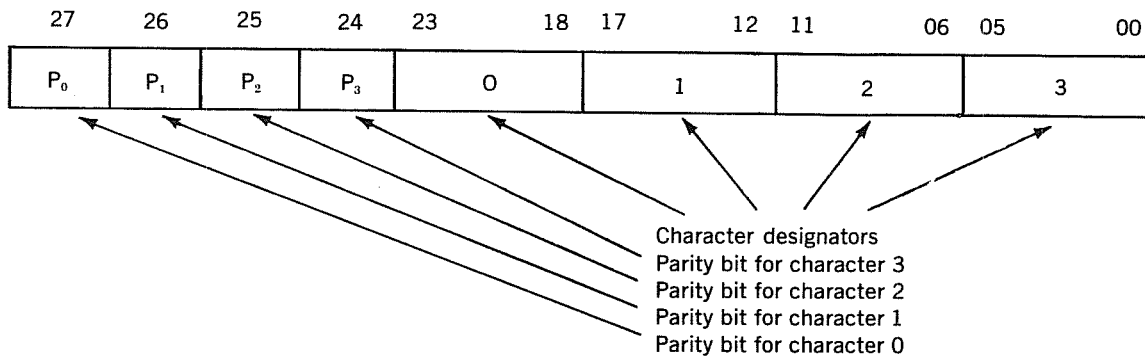 27 26 25 24 23 18 17 12 11 06 05 00
P₀ P₁ P₂ P₃ 0 1 2 3
Character designators
Parity bit for character 3
Parity bit for character 2
Parity bit for character 1
Parity bit for character 0